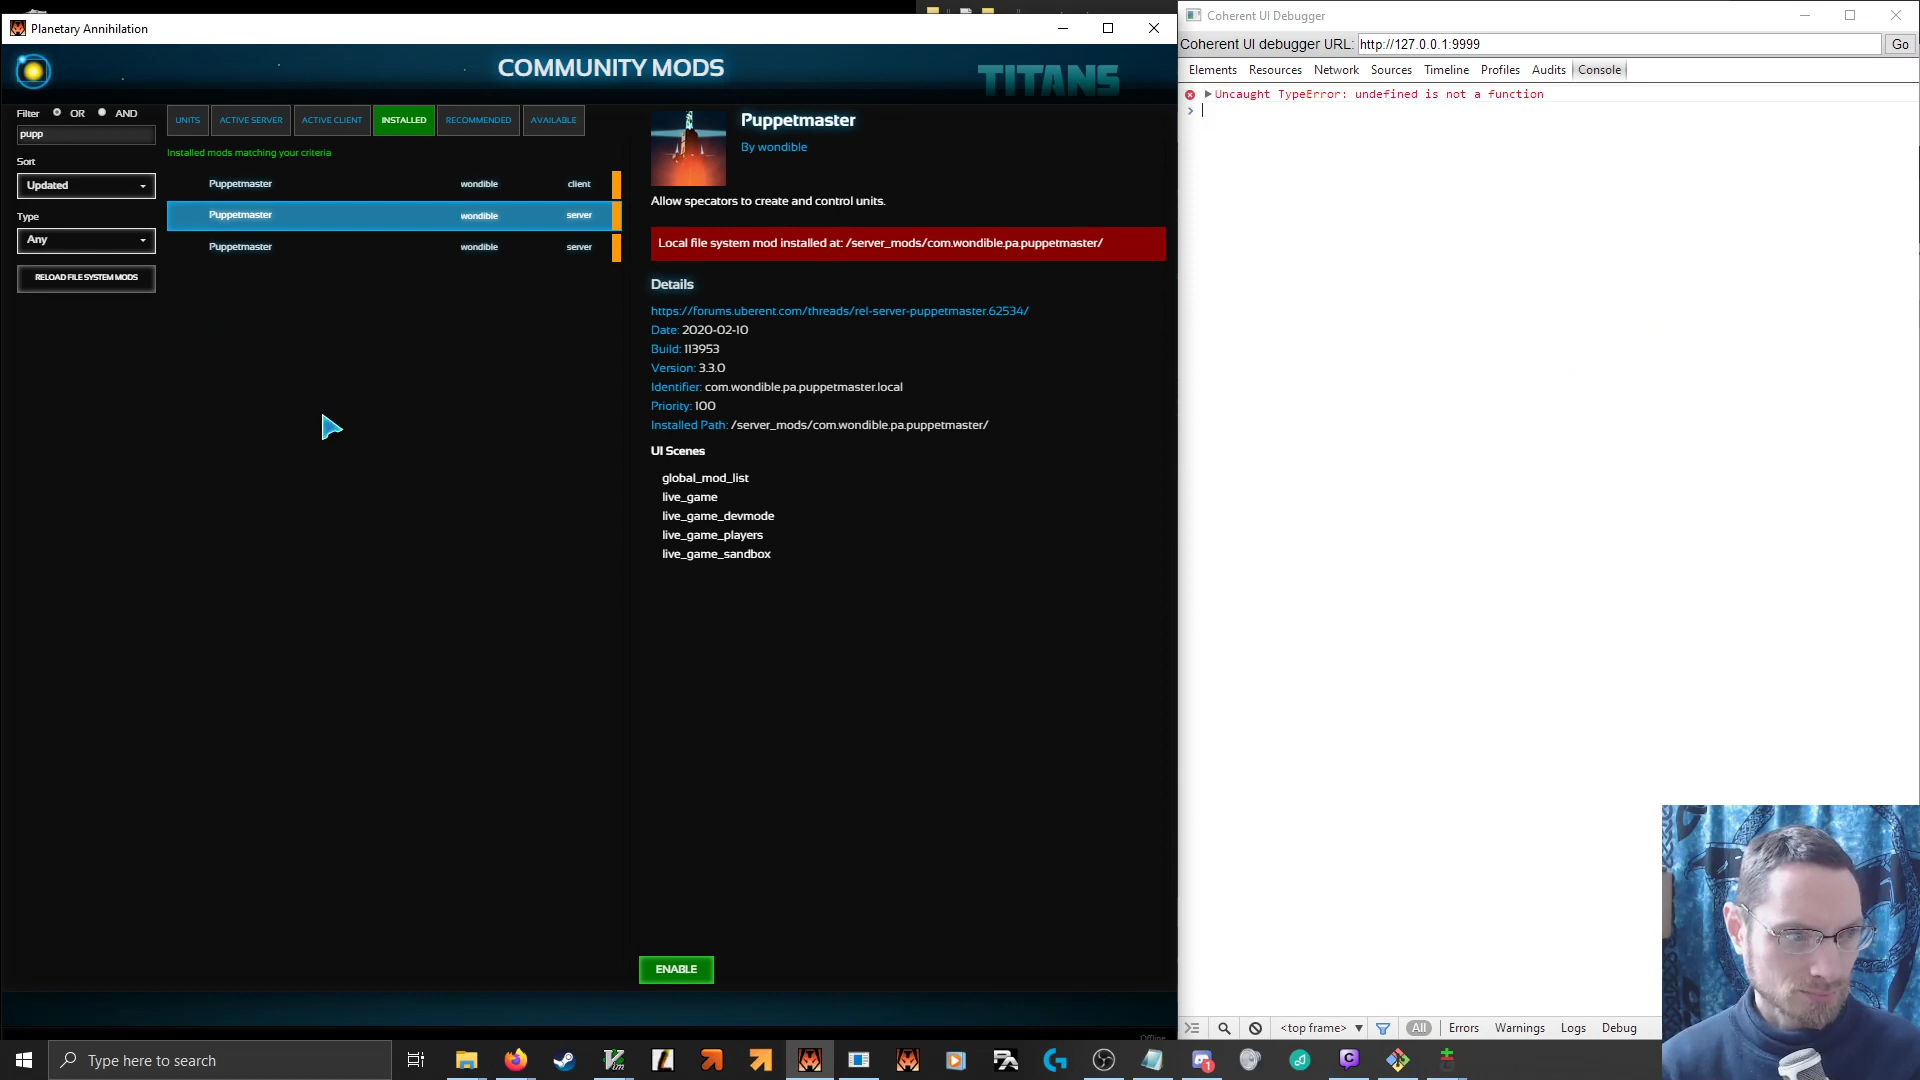 Planetary Annihilation
COMMUNITY MODS
TITANS
Filter OR AND
pupp
Sort
Updated
Type
Any
RELOAD FILE SYSTEM MODS
UNITS ACTIVE SERVER ACTIVE CLIENT INSTALLED RECOMMENDED AVAILABLE
Installed mods matching your criteria
Puppetmaster wondible client
Puppetmaster wondible server
Puppetmaster wondible server
Puppetmaster
By wondible
Allow specators to create and control units.
Local file system mod installed at: /server_mods/com.wondible.pa.puppetmaster/
Details
https://forums.uberent.com/threads/rel-server-puppetmaster.62534/
Date: 2020-02-10
Build: 113953
Version: 3.3.0
Identifier: com.wondible.pa.puppetmaster.local
Priority: 100
Installed Path: /server_mods/com.wondible.pa.puppetmaster/
UI Scenes
global_mod_list
live_game
live_game_devmode
live_game_players
live_game_sandbox
ENABLE
Offline
Coherent UI Debugger
Coherent UI debugger URL: http://127.0.0.1:9999 Go
Elements Resources Network Sources Timeline Profiles Audits Console
Uncaught TypeError: undefined is not a function
<top frame> All Errors Warnings Logs Debug
Type here to search